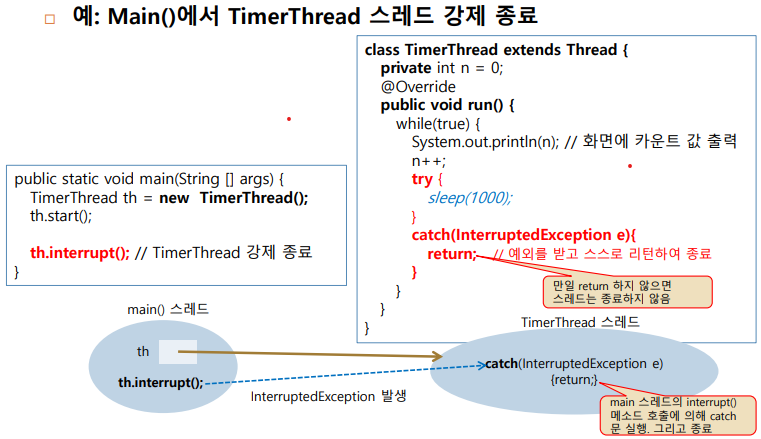 예: Main()에서 TimerThread 스레드 강제 종료
public static void main(String [] args) {
TimerThread th = new TimerThread();
th.start();
th.interrupt(); // TimerThread 강제 종료
}
class TimerThread extends Thread {
private int n = 0;
@Override
public void run() {
while(true) {
System.out.println(n); // 화면에 카운트 값 출력
n++;
try {
sleep(1000);
}
catch(InterruptedException e){
return; // 예외를 받고 스스로 리턴하여 종료
}
}
}
}
만일 return 하지 않으면
스레드는 종료하지 않음
main() 스레드
th
th.interrupt();
InterruptedException 발생
TimerThread 스레드
catch(InterruptedException e)
{return;}
main 스레드의 interrupt()
메소드 호출에 의해 catch
문 실행. 그리고 종료